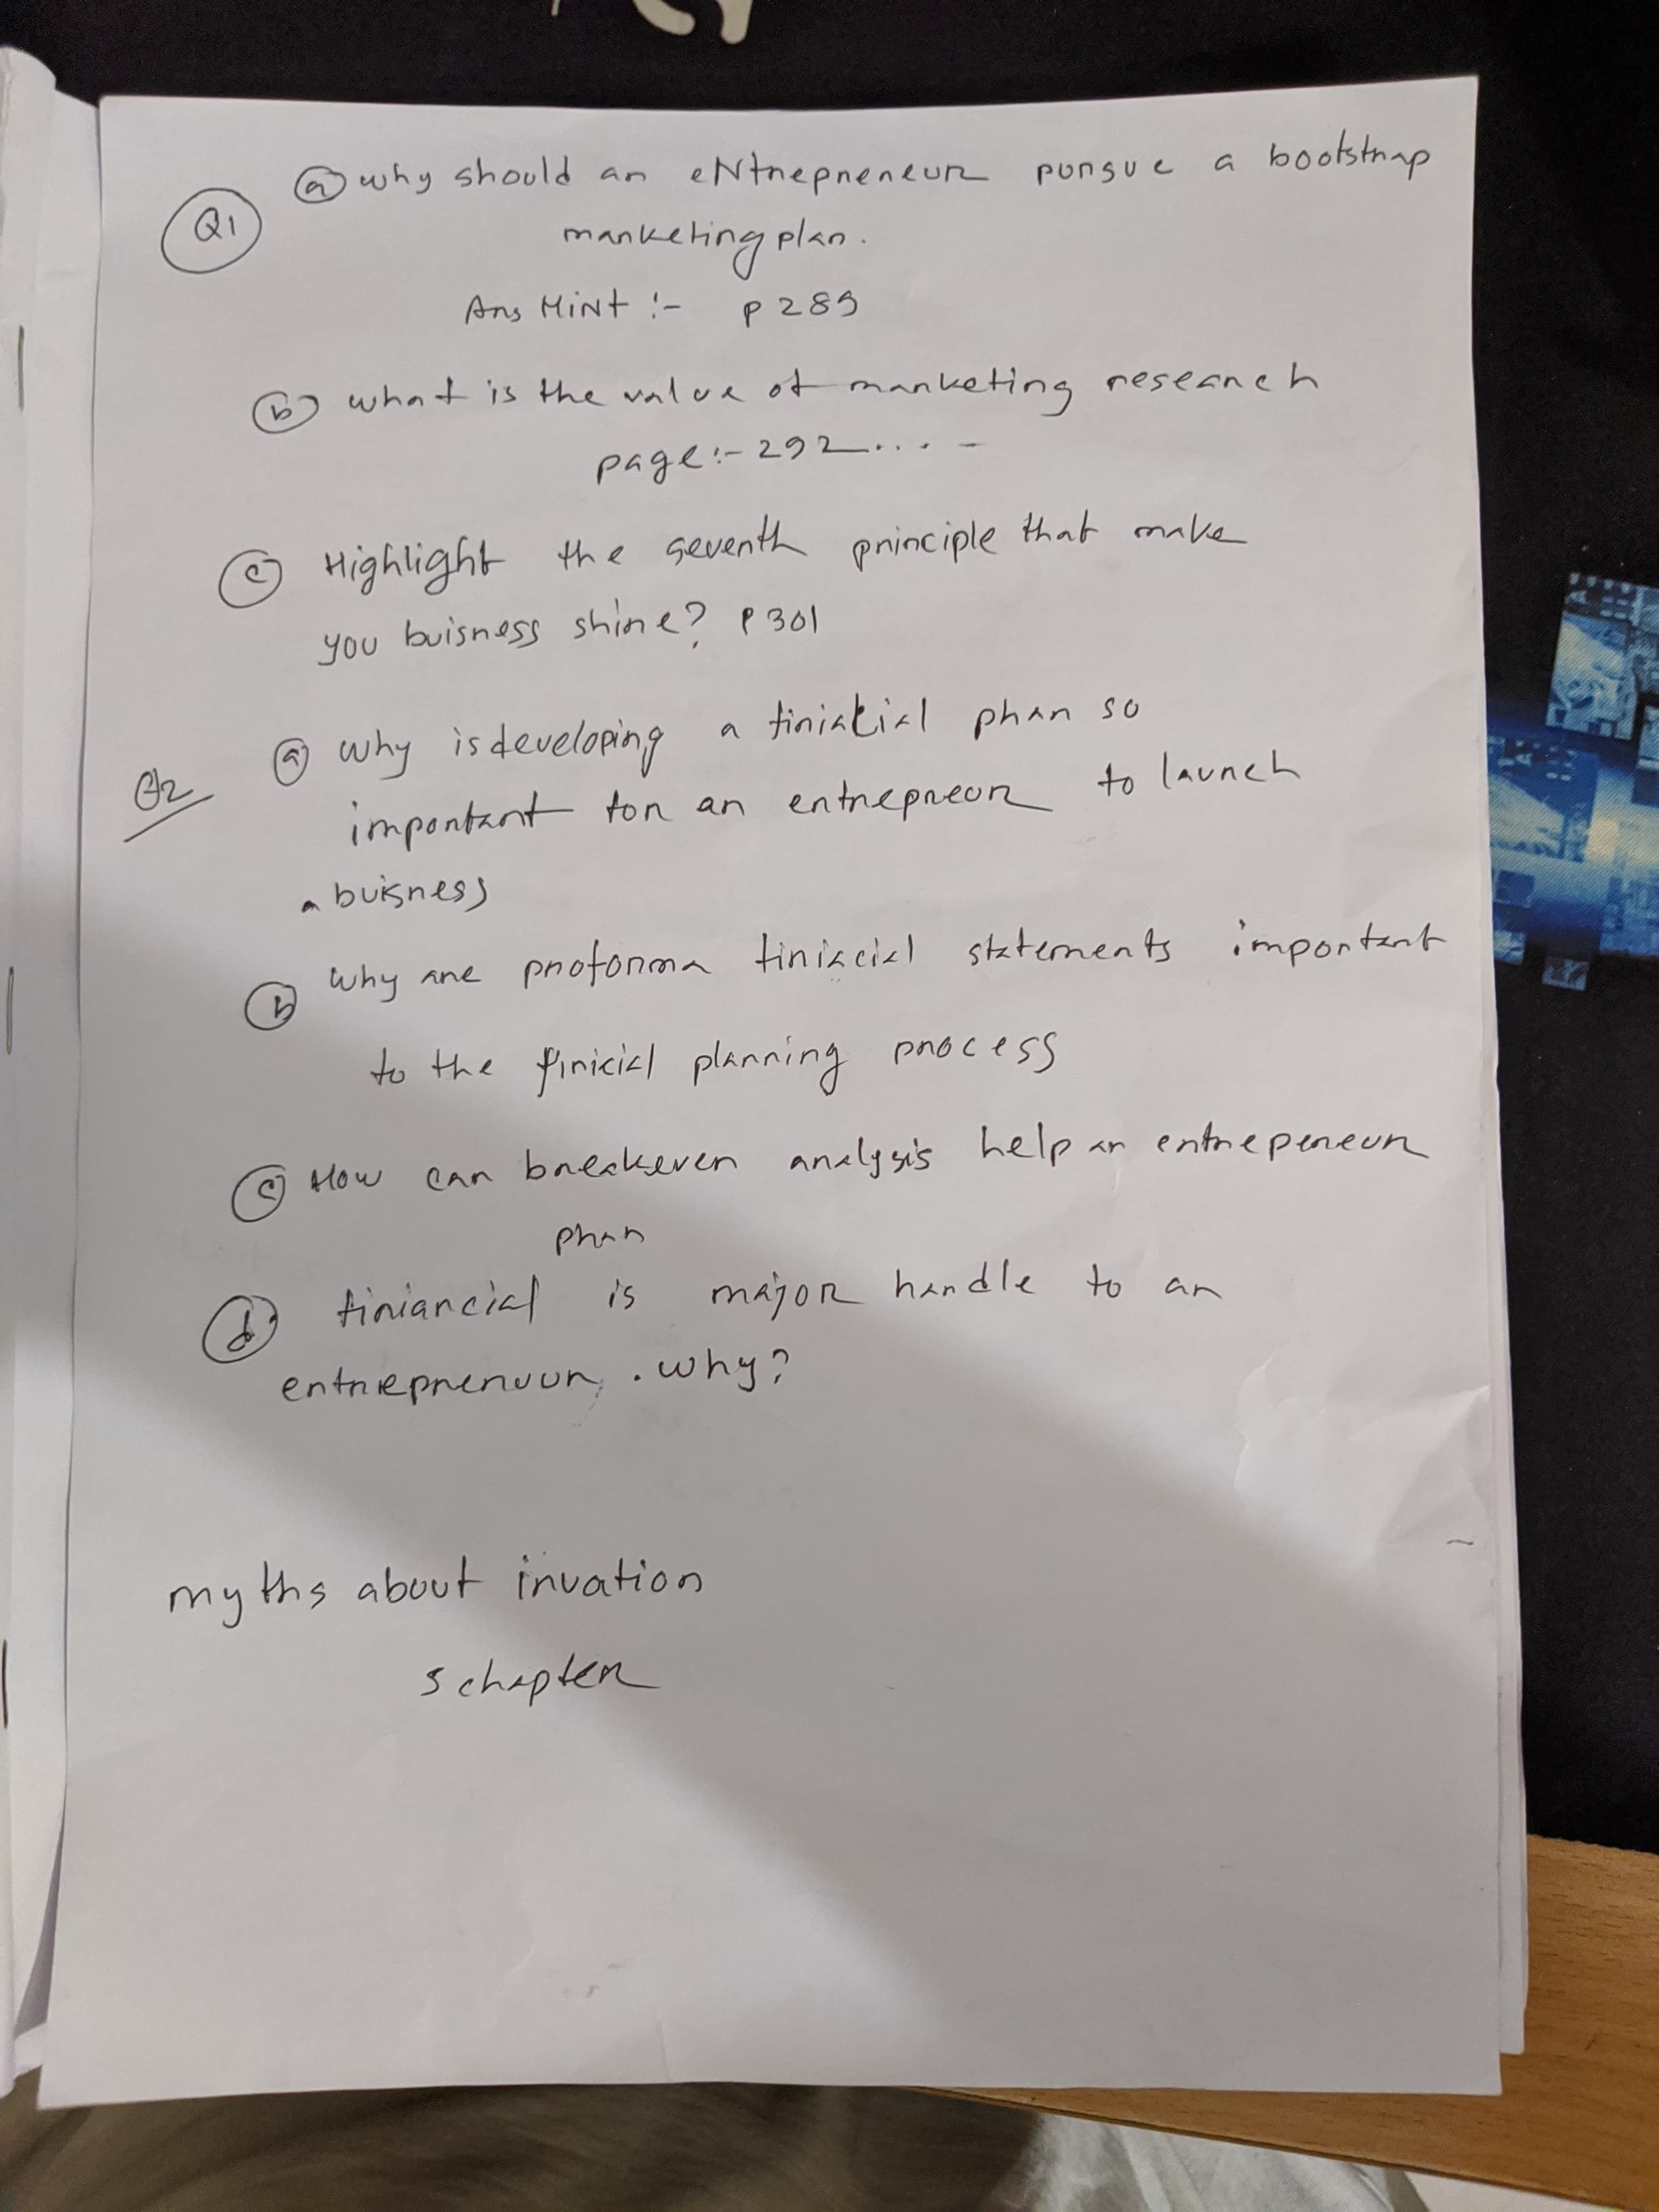 Q1 (a) why should an eNtrepreneur pursue a bootstrap
marketing plan.
Ans HiNt :- p 289
(b) what is the value of marketing research
page:- 292.... -
(c) Highlight the seventh principle that make
you buisness shine? P 301
Q2 (a) why is developing a finiatial phan so
important for an entrepreor to launch
a buisness
(b) why are proforma finiacial statements important
to the finicial planning process
(c) How can breakeven analysis help an entrepeneur
phan
(d) finiancial is major handle to an
entreprenuur. why?
myths about invation
5 chapter